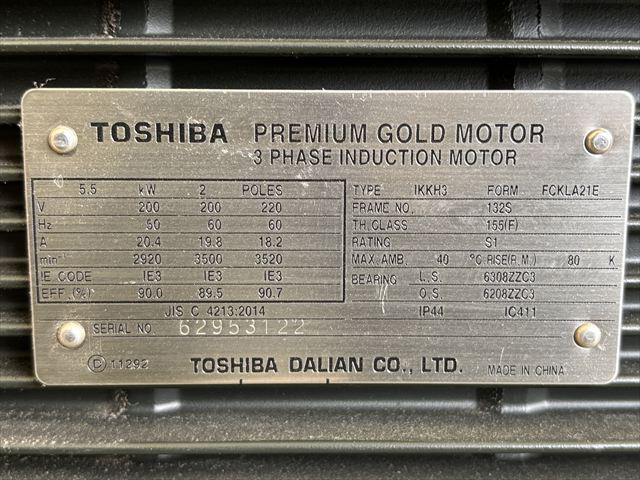 TOSHIBA PREMIUM GOLD MOTOR
3 PHASE INDUCTION MOTOR
5.5 kW 2 POLES
V 200 200 220
Hz 50 60 60
A 20.4 19.8 18.2
min⁻¹ 2920 3500 3520
IE CODE IE3 IE3 IE3
EFF.(%) 90.0 89.5 90.7
JIS C 4213:2014
SERIAL NO. 62953122
TYPE IKKH3 FORM FCKLA21E
FRAME NO. 132S
TH.CLASS 155(F)
RATING S1
MAX.AMB. 40 °C.RISE(R.M.) 80 K
BEARING L.S. 6308ZZC3
O.S. 6208ZZC3
IP44 IC411
Ⓓ 11292 TOSHIBA DALIAN CO., LTD. MADE IN CHINA